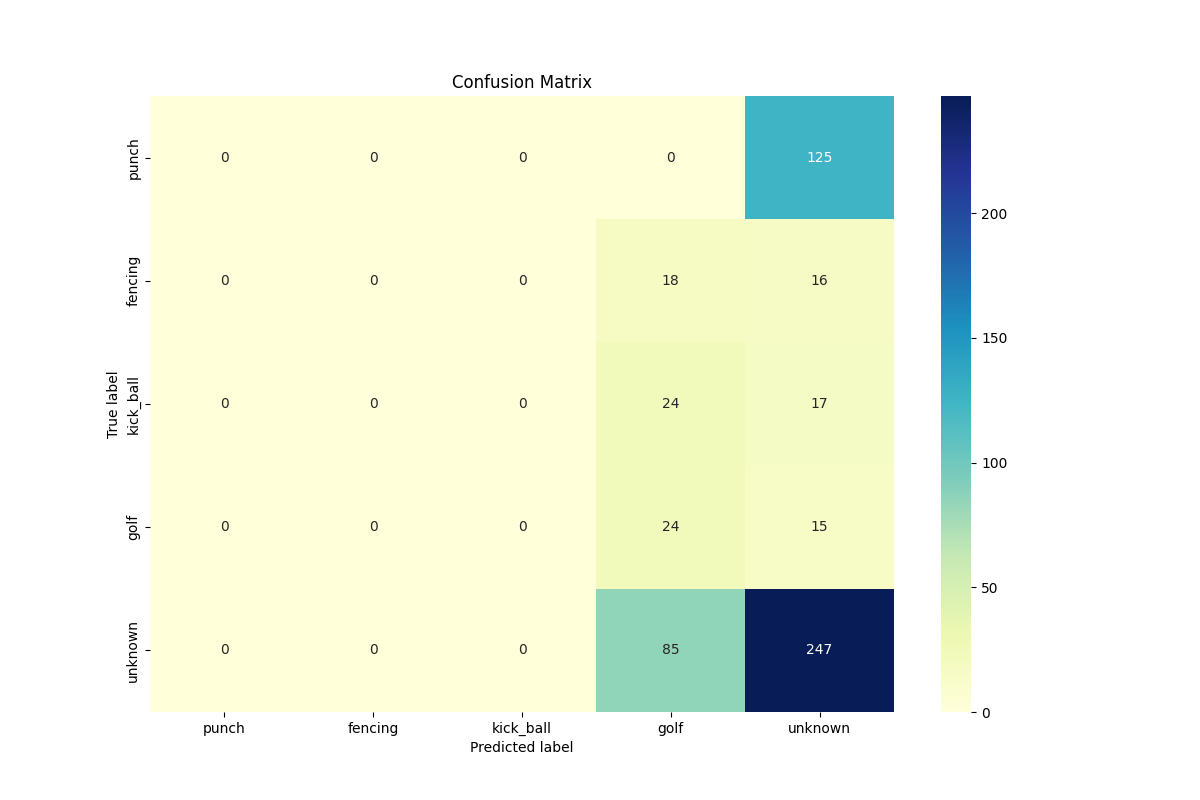 Confusion Matrix
punch 0 0 0 0 125
fencing 0 0 0 18 16
kick_ball 0 0 0 24 17
golf 0 0 0 24 15
unknown 0 0 0 85 247
True label
punch fencing kick_ball golf unknown
Predicted label
200
150
100
50
0